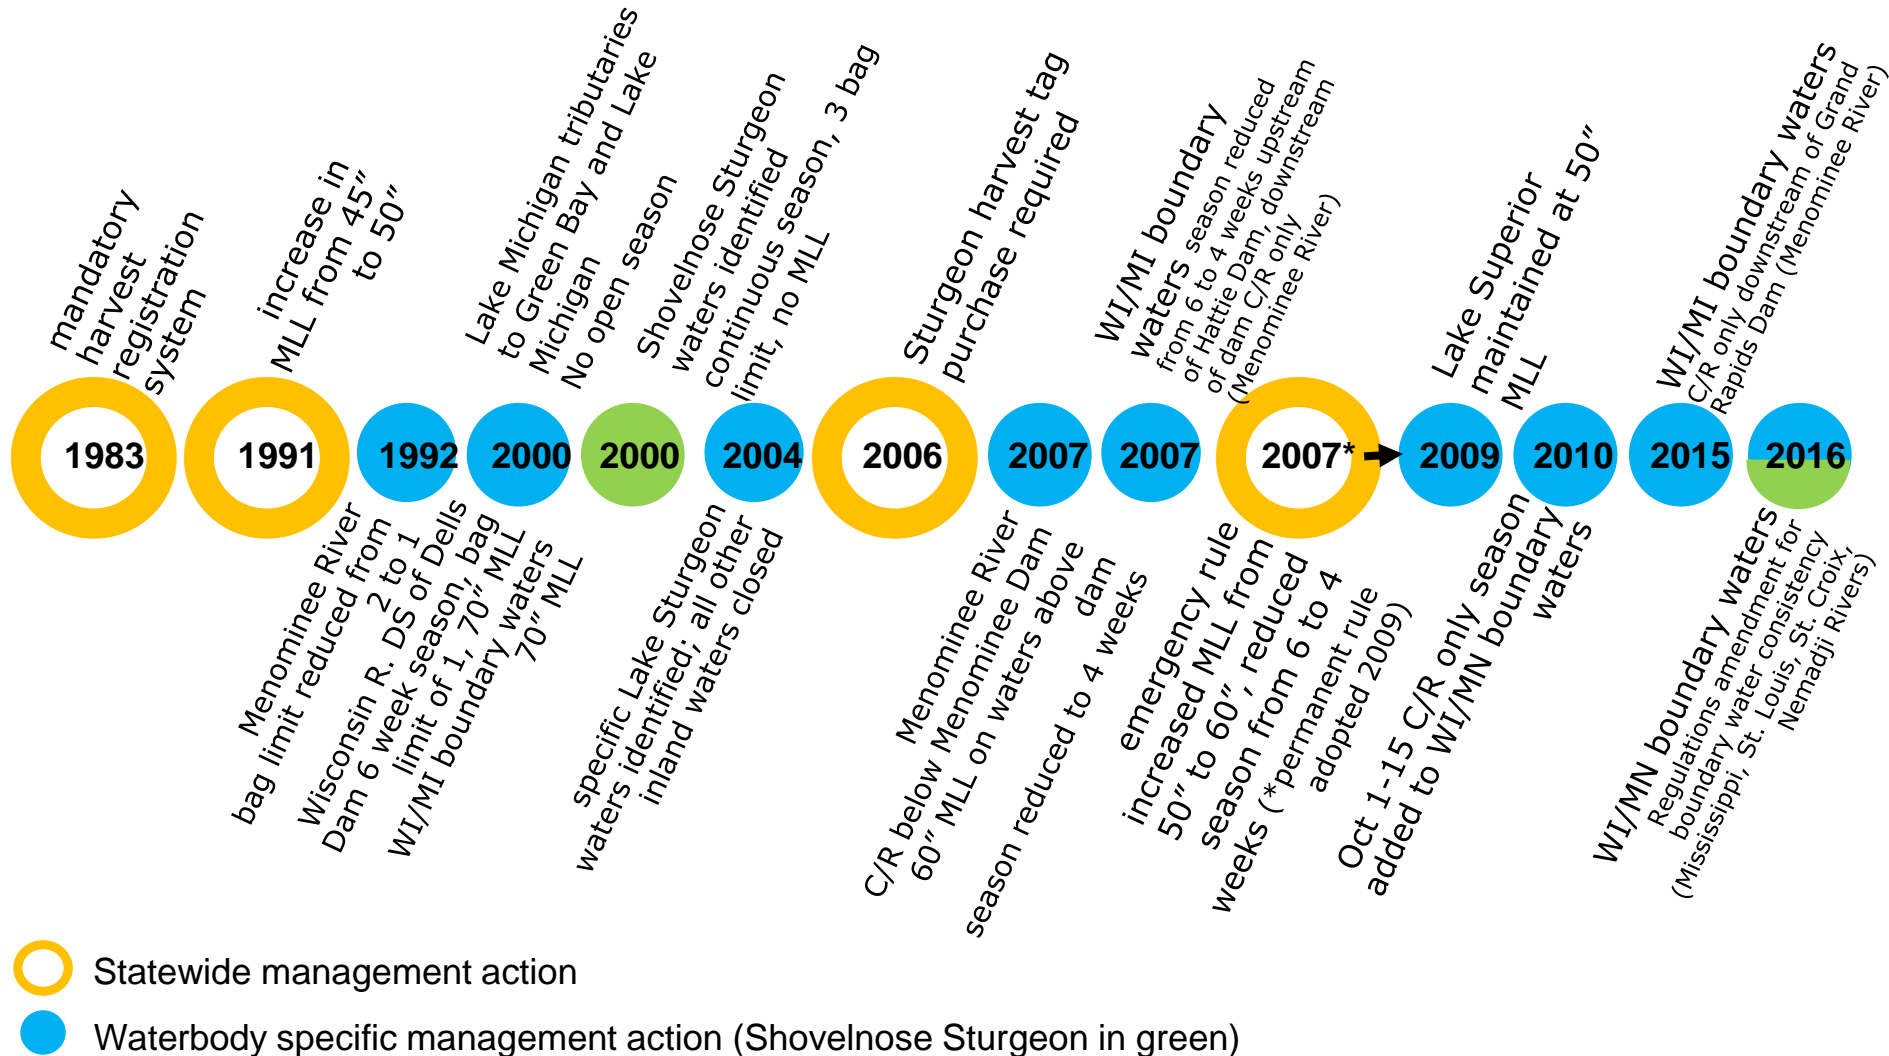 mandatory
harvest
registration
system
increase in
MLL from 45”
to 50”
Lake Michigan tributaries
to Green Bay and Lake
Michigan
No open season
Shovelnose Sturgeon
waters identified
continuous season, 3 bag
limit, no MLL
Sturgeon harvest tag
purchase required
WI/MI boundary
waters season reduced
from 6 to 4 weeks upstream
of Hattie Dam, downstream
of dam C/R only
(Menominee River)
Lake Superior
maintained at 50”
MLL
WI/MI boundary waters
C/R only downstream of Grand
Rapids Dam (Menominee River)
1983
1991
1992
2000
2000
2004
2006
2007
2007
2007*
2009
2010
2015
2016
Menominee River
bag limit reduced from
2 to 1
Wisconsin R. DS of Dells
Dam 6 week season, bag
limit of 1, 70” MLL
WI/MI boundary waters
70” MLL
specific Lake Sturgeon
waters identified; all other
inland waters closed
Menominee River
C/R below Menominee Dam
60” MLL on waters above
dam
season reduced to 4 weeks
emergency rule
increased MLL from
50” to 60”, reduced
season from 6 to 4
weeks (*permanent rule
adopted 2009)
Oct 1-15 C/R only season
added to WI/MN boundary
waters
WI/MN boundary waters
Regulations amendment for
boundary water consistency
(Mississippi, St. Louis, St. Croix,
Nemadji Rivers)
Statewide management action
Waterbody specific management action (Shovelnose Sturgeon in green)